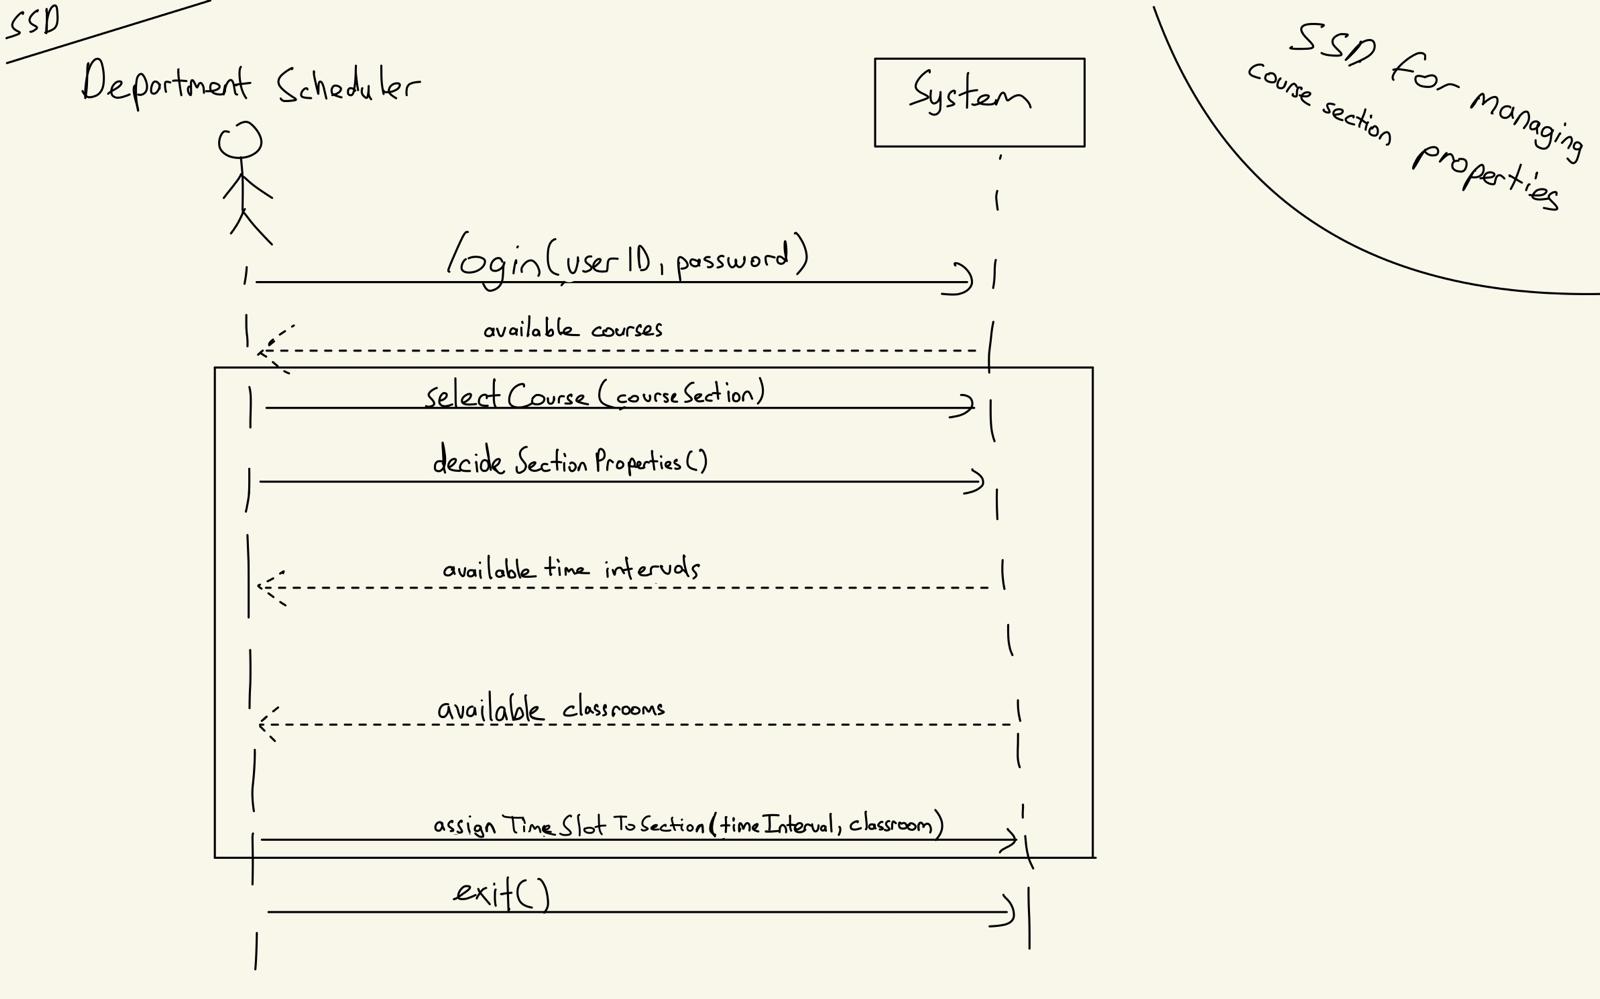 SSD
Department Scheduler
System
SSD for managing
course section properties
login(userID, password)
available courses
selectCourse(courseSection)
decideSectionProperties()
available time intervals
available classrooms
assignTimeSlotToSection(timeInterval, classroom)
exit()